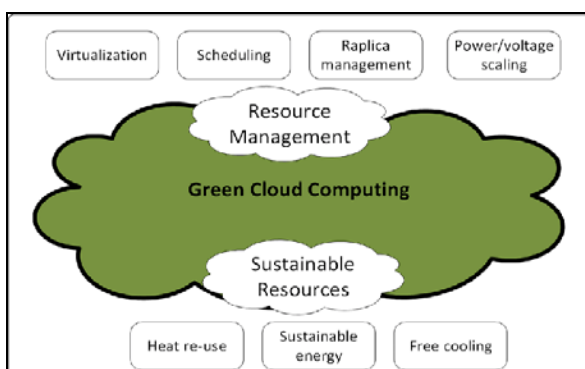 Virtualization
Scheduling
Raplica
management
Power/voltage
scaling
Resource
Management
Green Cloud Computing
Sustainable
Resources
Heat re-use
Sustainable
energy
Free cooling